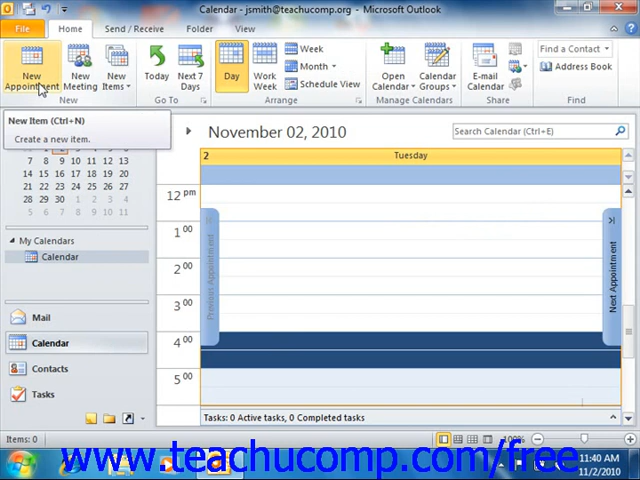 Calendar - jsmith@teachucomp.org - Microsoft Outlook
File Home Send / Receive Folder View
New Appointment
New Meeting
New Items
New
Today
Next 7 Days
Go To
Day
Work Week
Week
Month
Schedule View
Arrange
Open Calendar
Calendar Groups
Manage Calendars
E-mail Calendar
Share
Find a Contact
Address Book
Find
New Item (Ctrl+N)
Create a new item.
7 8 9 10 11 12 13
14 15 16 17 18 19 20
21 22 23 24 25 26 27
28 29 30 1 2 3 4
5 6 7 8 9 10 11
My Calendars
Calendar
Mail
Calendar
Contacts
Tasks
November 02, 2010
Search Calendar (Ctrl+E)
2 Tuesday
12 pm
1 00
2 00
3 00
4 00
5 00
Previous Appointment
Next Appointment
Tasks: 0 Active tasks, 0 Completed tasks
Items: 0
100%
www.teachucomp.com/free
11:40 AM
11/2/2010